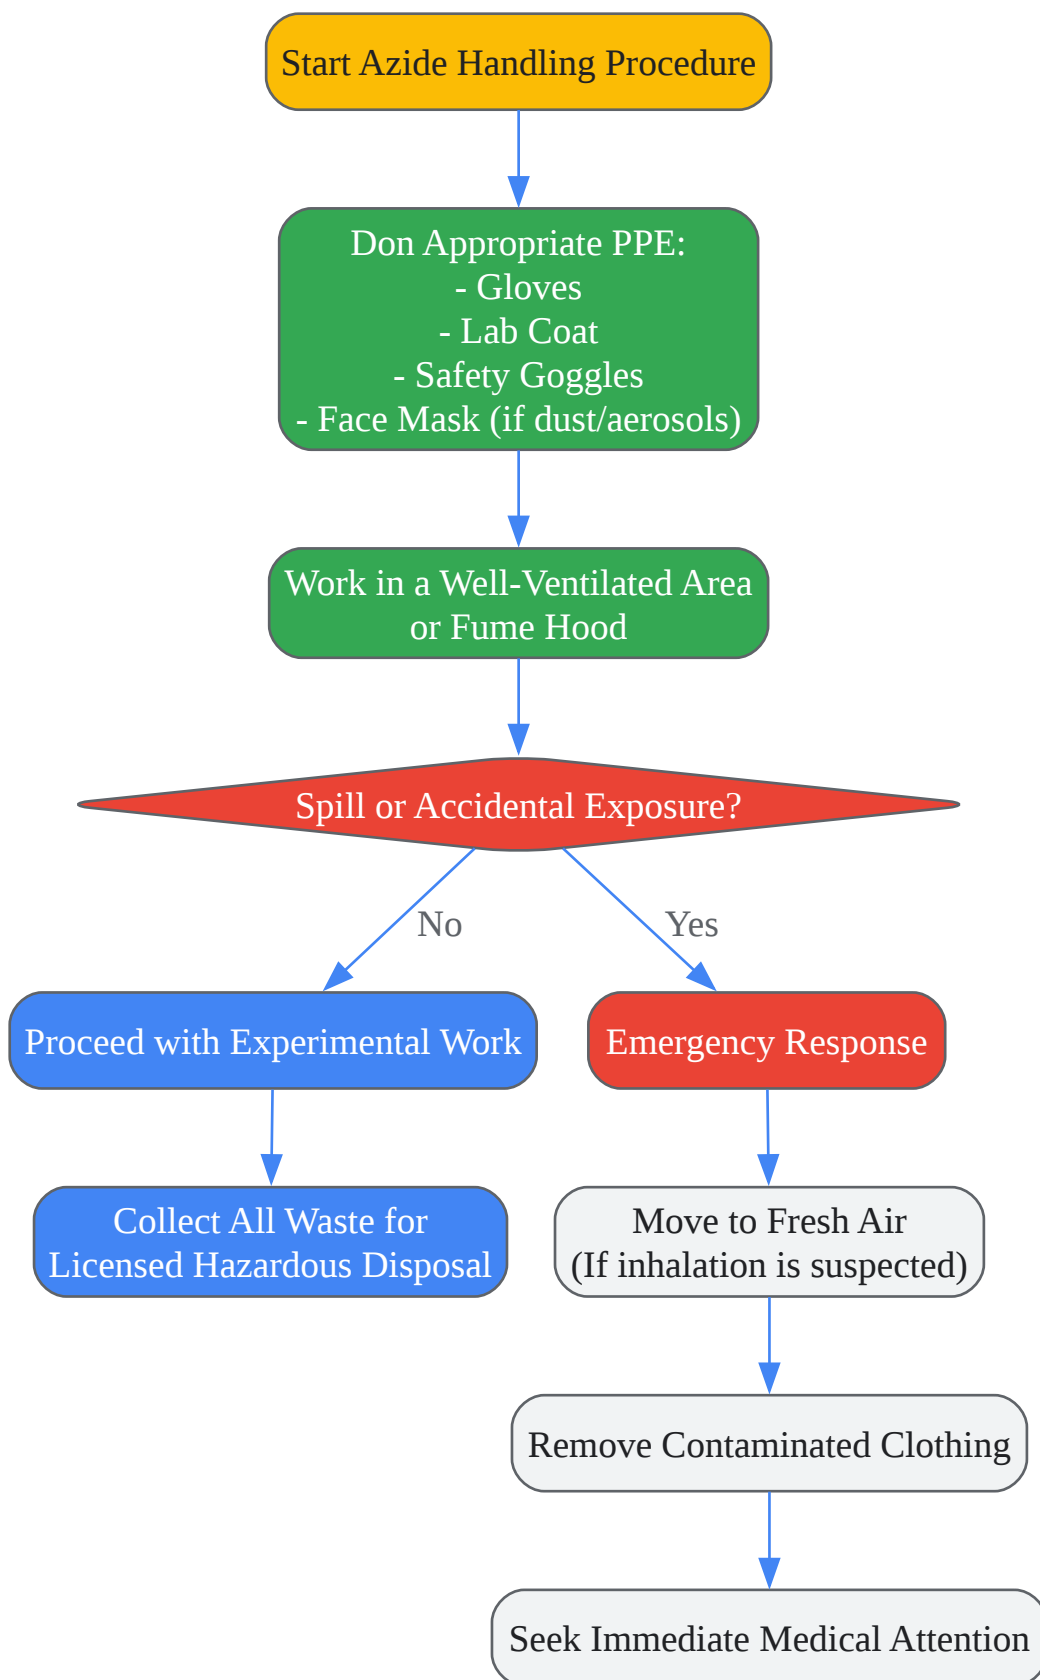 Start Azide Handling Procedure
Don Appropriate PPE:
- Gloves
- Lab Coat
- Safety Goggles
- Face Mask (if dust/aerosols)
Work in a Well-Ventilated Area
or Fume Hood
Spill or Accidental Exposure?
No
Yes
Proceed with Experimental Work
Emergency Response
Collect All Waste for
Licensed Hazardous Disposal
Move to Fresh Air
(If inhalation is suspected)
Remove Contaminated Clothing
Seek Immediate Medical Attention